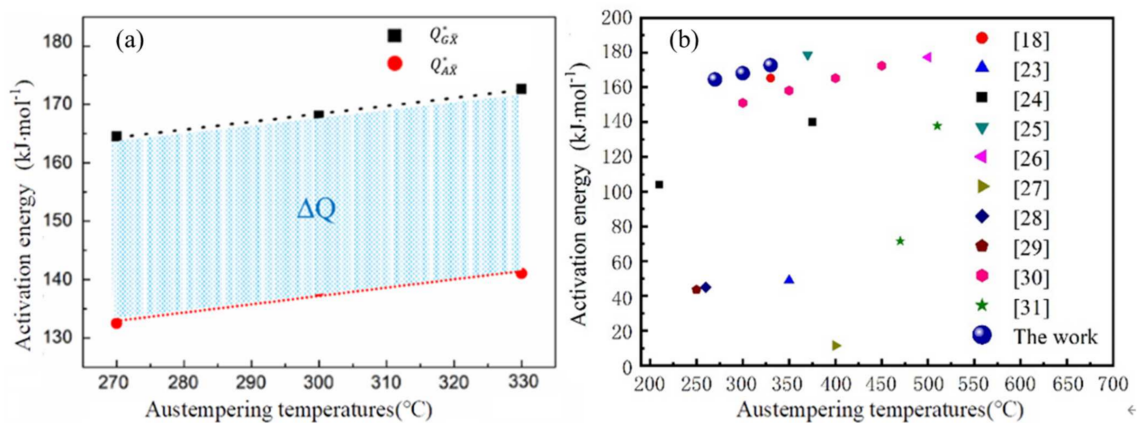 (a)
Q*GX̄
Q*AX̄
ΔQ
180
170
160
150
140
130
270 280 290 300 310 320 330
Activation energy (kJ·mol⁻¹)
Austempering temperatures(℃)
(b)
[18]
[23]
[24]
[25]
[26]
[27]
[28]
[29]
[30]
[31]
The work
200
180
160
140
120
100
80
60
40
20
0
200 250 300 350 400 450 500 550 600 650 700
Activation energy (kJ·mol⁻¹)
Austempering temperatures(℃)